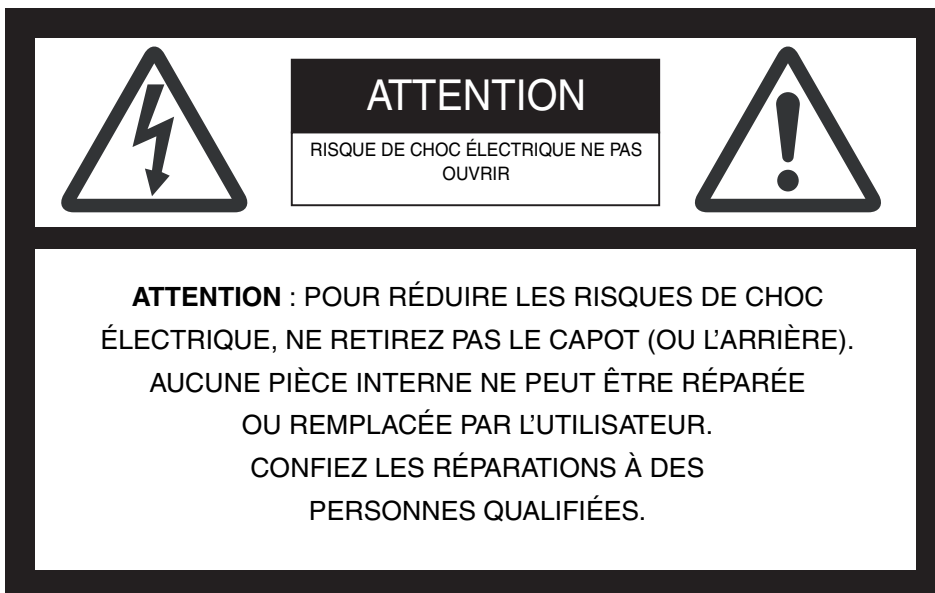 ATTENTION
RISQUE DE CHOC ÉLECTRIQUE NE PAS
OUVRIR
ATTENTION : POUR RÉDUIRE LES RISQUES DE CHOC
ÉLECTRIQUE, NE RETIREZ PAS LE CAPOT (OU L'ARRIÈRE).
AUCUNE PIÈCE INTERNE NE PEUT ÊTRE RÉPARÉE
OU REMPLACÉE PAR L'UTILISATEUR.
CONFIEZ LES RÉPARATIONS À DES
PERSONNES QUALIFIÉES.